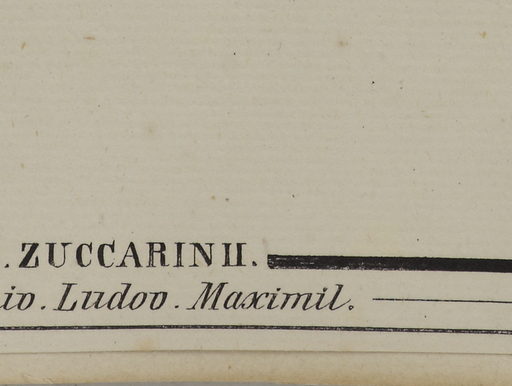 . ZUCCARINII.
iv. Ludov. Maximil.